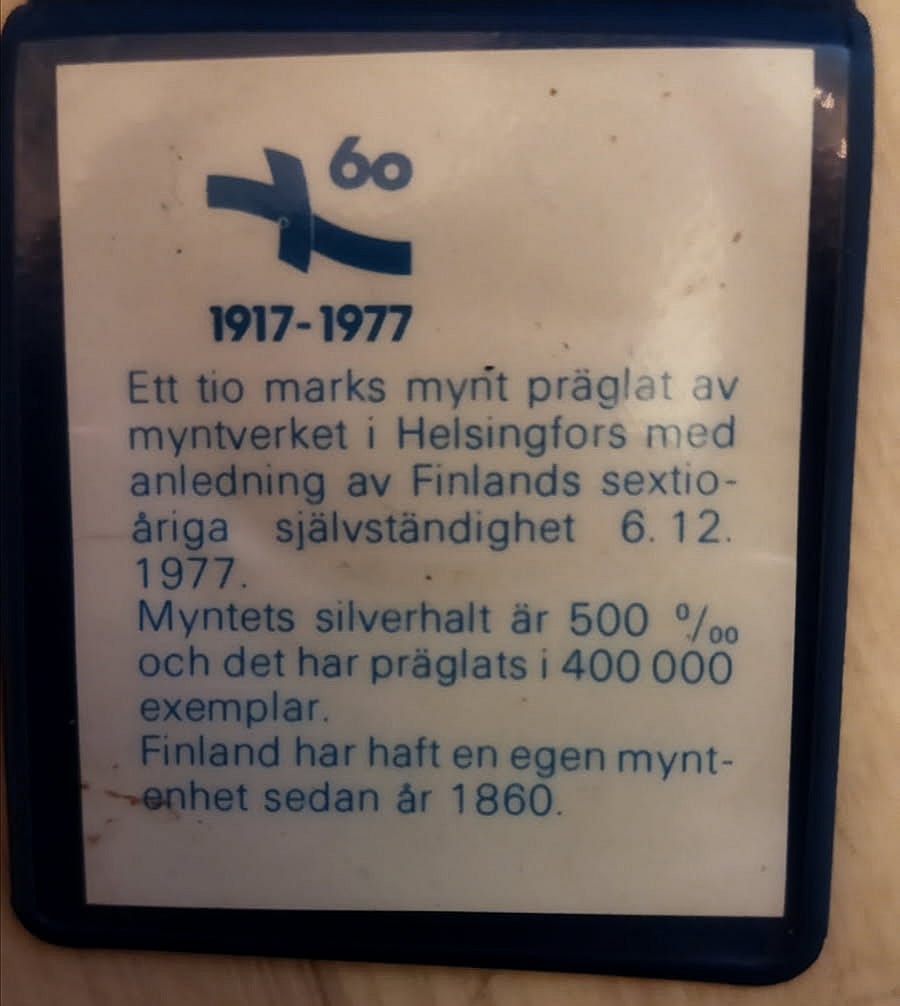 60
1917-1977
Ett tio marks mynt präglat av
myntverket i Helsingfors med
anledning av Finlands sextio-
åriga självständighet 6. 12.
1977.
Myntets silverhalt är 500 ‰
och det har präglats i 400 000
exemplar.
Finland har haft en egen mynt-
enhet sedan år 1860.